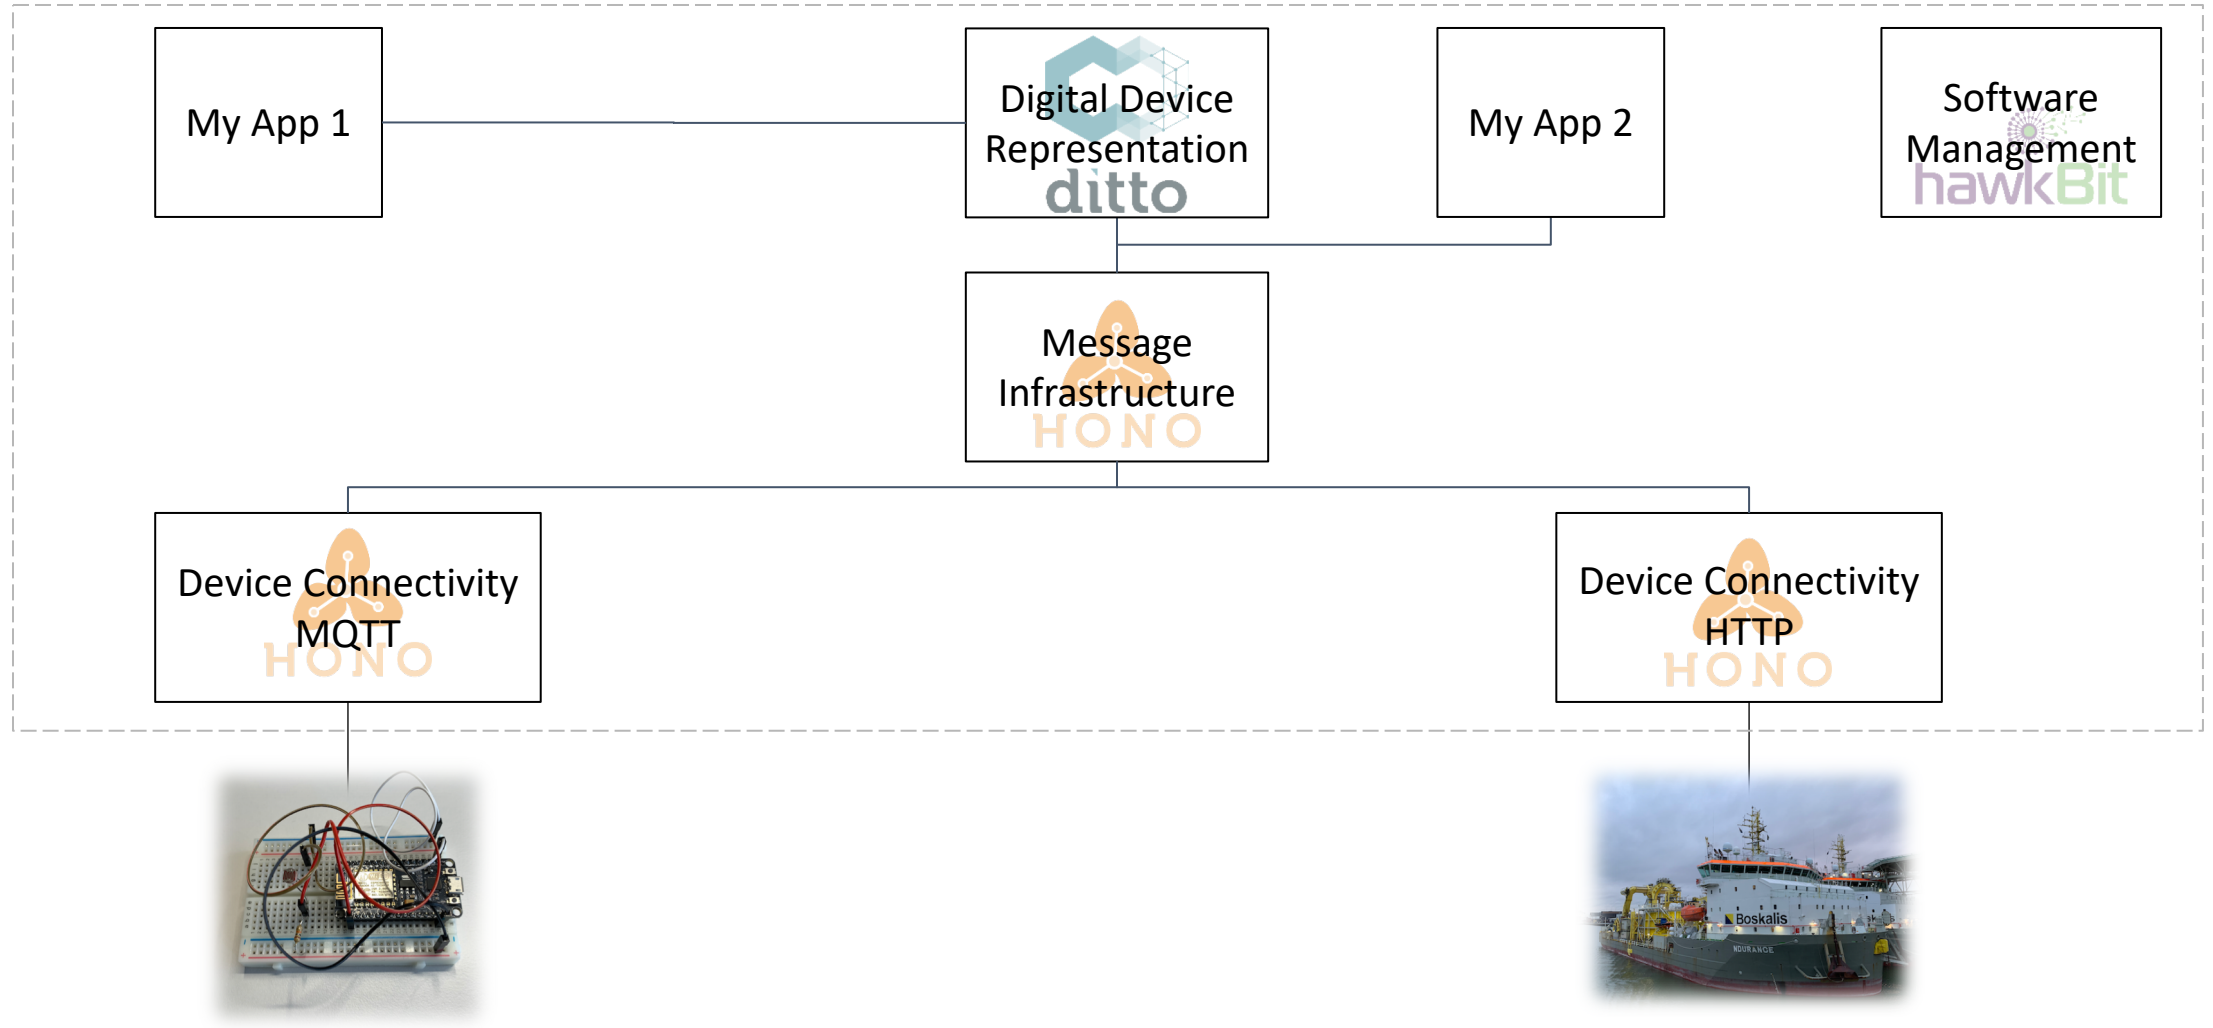 My App 1
Digital Device
Representation
ditto
My App 2
Software
Management
hawkBit
Message
Infrastructure
HONO
Device Connectivity
MQTT
HONO
Device Connectivity
HTTP
HONO
Boskalis
NDURANCE